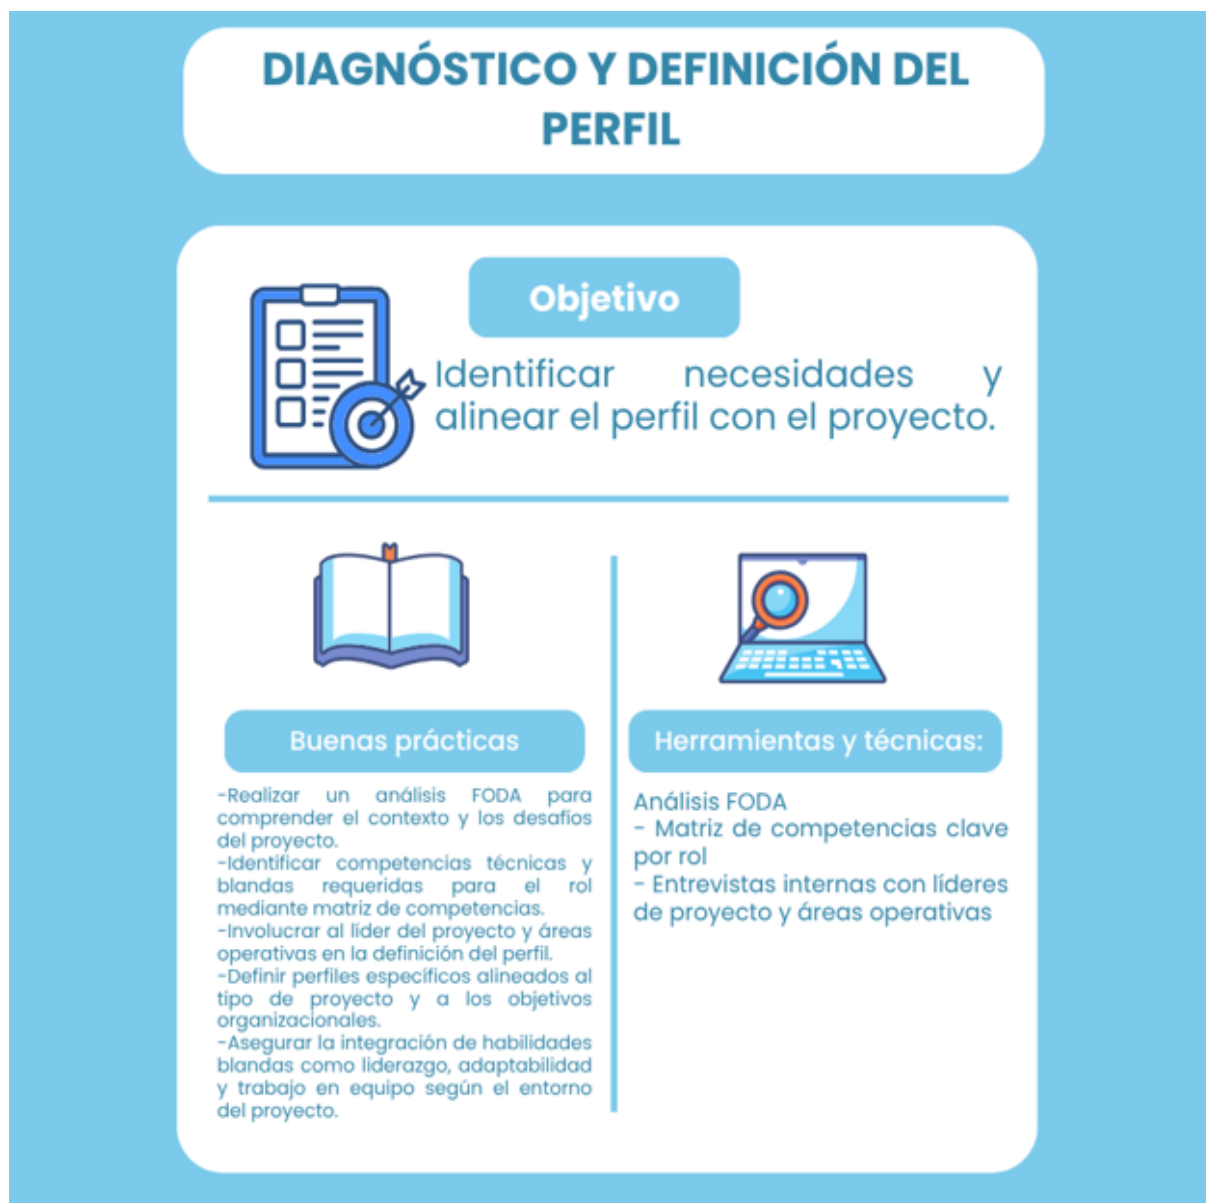 DIAGNÓSTICO Y DEFINICIÓN DEL
PERFIL
Objetivo
Identificar necesidades y
alinear el perfil con el proyecto.
Buenas prácticas
-Realizar un análisis FODA para
comprender el contexto y los desafíos
del proyecto.
-Identificar competencias técnicas y
blandas requeridas para el rol
mediante matriz de competencias.
-Involucrar al líder del proyecto y áreas
operativas en la definición del perfil.
-Definir perfiles específicos alineados al
tipo de proyecto y a los objetivos
organizacionales.
-Asegurar la integración de habilidades
blandas como liderazgo, adaptabilidad
y trabajo en equipo según el entorno
del proyecto.
Herramientas y técnicas:
Análisis FODA
- Matriz de competencias clave
por rol
- Entrevistas internas con líderes
de proyecto y áreas operativas